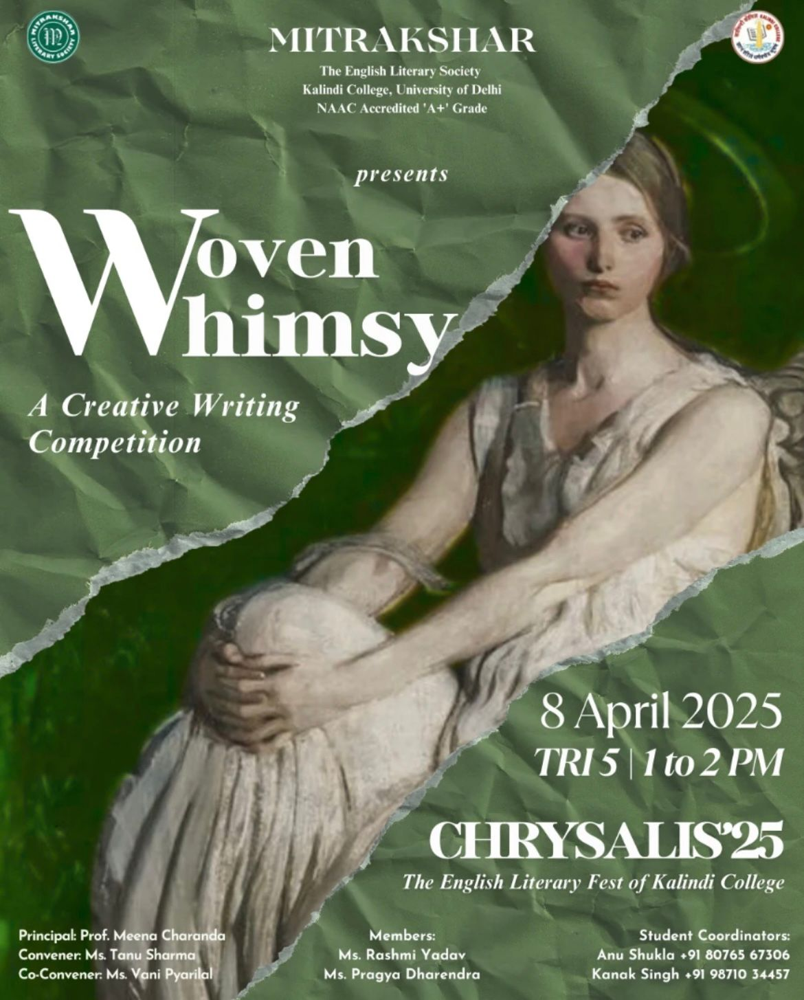 MITRAKSHAR
The English Literary Society
Kalindi College, University of Delhi
NAAC Accredited 'A+' Grade
presents
Woven
Whimsy
A Creative Writing
Competition
8 April 2025
TRI 5 | 1 to 2 PM
CHRYSALIS'25
The English Literary Fest of Kalindi College
Principal: Prof. Meena Charanda
Convener: Ms. Tanu Sharma
Co-Convener: Ms. Vani Pyarilal
Members:
Ms. Rashmi Yadav
Ms. Pragya Dharendra
Student Coordinators:
Anu Shukla +91 80765 67306
Kanak Singh +91 98710 34457
MITRAKSHAR
LITERARY SOCIETY
KALINDI COLLEGE